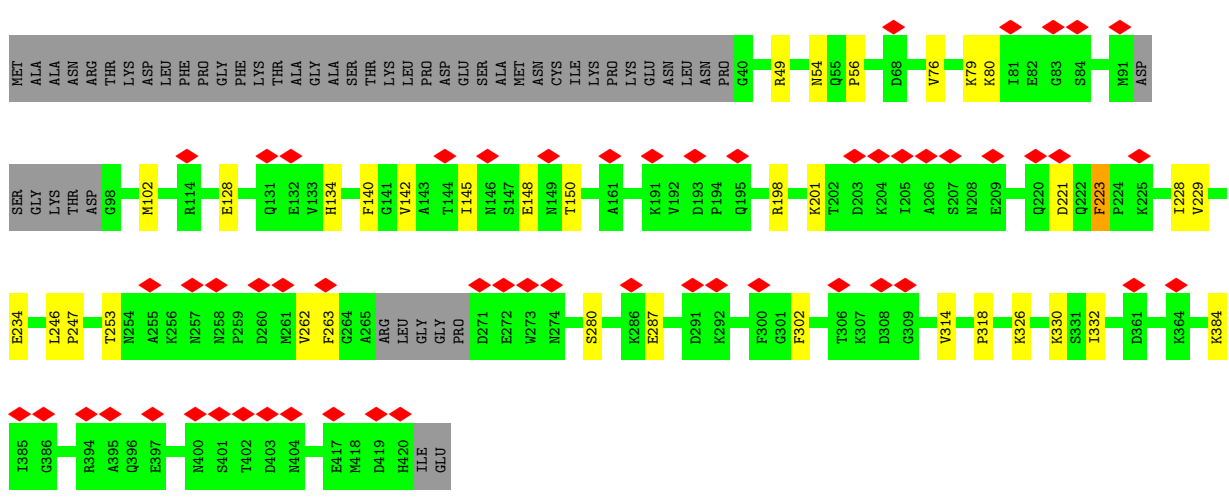 MET ALA ALA ASN ARG THR LYS ASP LEU PHE PRO GLY PHE LYS THR ALA GLY ALA SER THR LYS LEU PRO ASP GLU SER ALA MET ASN CYS ILE LYS PRO LYS GLU ASN LEU ASN PRO G40 R49 N54 Q55 P56 D68 V76 K79 K80 I81 E82 G83 S84 M91 ASP
SER GLY LYS THR ASP G98 M102 R114 E128 Q131 E132 V133 H134 F140 G141 V142 A143 T144 I145 N146 S147 E148 N149 T150 A161 K191 V192 D193 P194 Q195 R198 K201 T202 D203 K204 I205 A206 S207 N208 E209 Q220 D221 Q222 F223 P224 K225 I228 V229
E234 L246 P247 T253 N254 A255 K256 N257 N258 P259 D260 M261 V262 F263 G264 A265 ARG LEU GLY GLY PRO D271 E272 W273 N274 S280 K286 E287 D291 K292 F300 G301 F302 T306 K307 D308 G309 V314 P318 K326 K330 S331 I332 D361 K364 K384
I385 G386 R394 A395 Q396 E397 N400 S401 T402 D403 N404 E417 M418 D419 H420 ILE GLU